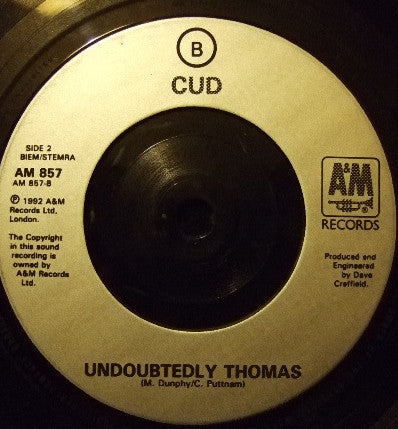 B
CUD
SIDE 2
BIEM/STEMRA
AM 857
AM 857-B
℗ 1992 A&M
Records Ltd.
London.
The Copyright
in this sound
recording is
owned by
A&M Records
Ltd.
A&M
RECORDS
Produced and
Engineered
by Dave
Creffield.
UNDOUBTEDLY THOMAS
(M. Dunphy/C. Puttnam)